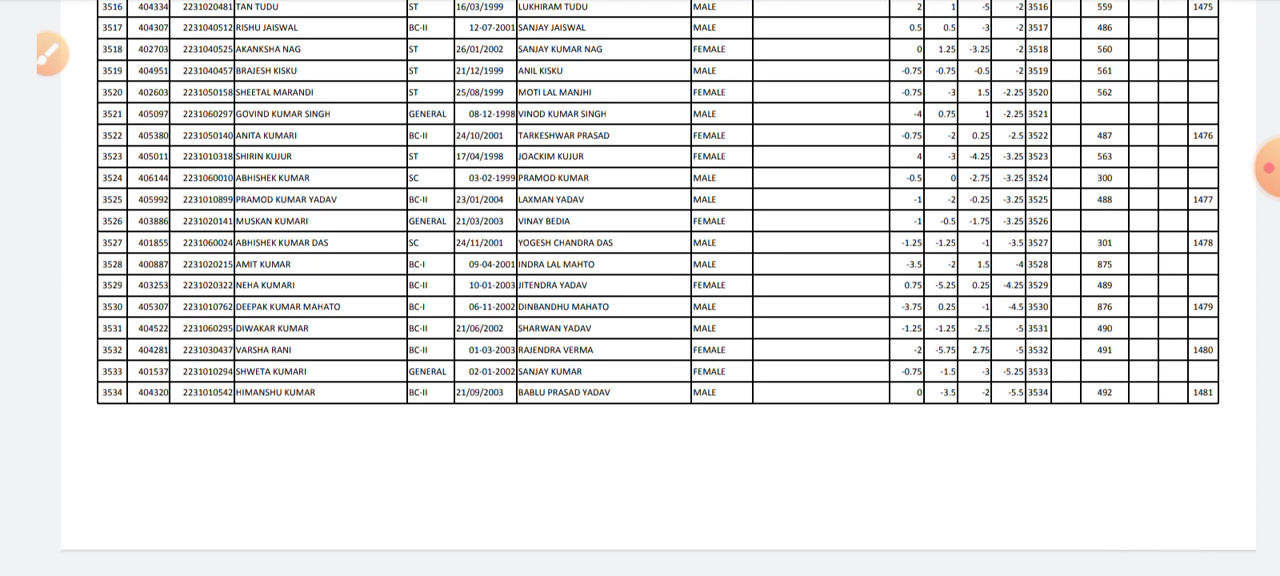 3516 404334 2231020481 TAN TUDU ST 16/03/1999 LUKHIRAM TUDU MALE 2 1 -5 -2 3516 559 1475
3517 404307 2231040512 RISHU JAISWAL BC-II 12-07-2001 SANJAY JAISWAL MALE 0.5 0.5 -3 -2 3517 486
3518 402703 2231040525 AKANKSHA NAG ST 26/01/2002 SANJAY KUMAR NAG FEMALE 0 1.25 -3.25 -2 3518 560
3519 404951 2231040457 BRAJESH KISKU ST 21/12/1999 ANIL KISKU MALE -0.75 -0.75 -0.5 -2 3519 561
3520 402603 2231050158 SHEETAL MARANDI ST 25/08/1999 MOTI LAL MANJHI FEMALE -0.75 -3 1.5 -2.25 3520 562
3521 405097 2231060297 GOVIND KUMAR SINGH GENERAL 08-12-1998 VINOD KUMAR SINGH MALE -4 0.75 1 -2.25 3521
3522 405380 2231050140 ANITA KUMARI BC-II 24/10/2001 TARKESHWAR PRASAD FEMALE -0.75 -2 0.25 -2.5 3522 487 1476
3523 405011 2231010318 SHIRIN KUJUR ST 17/04/1998 JOACKIM KUJUR FEMALE 4 -3 -4.25 -3.25 3523 563
3524 406144 2231060010 ABHISHEK KUMAR SC 03-02-1999 PRAMOD KUMAR MALE -0.5 0 -2.75 -3.25 3524 300
3525 405992 2231010899 PRAMOD KUMAR YADAV BC-II 23/01/2004 LAXMAN YADAV MALE -1 -2 -0.25 -3.25 3525 488 1477
3526 403886 2231020141 MUSKAN KUMARI GENERAL 21/03/2003 VINAY BEDIA FEMALE -1 -0.5 -1.75 -3.25 3526
3527 401855 2231060024 ABHISHEK KUMAR DAS SC 24/11/2001 YOGESH CHANDRA DAS MALE -1.25 -1.25 -1 -3.5 3527 301 1478
3528 400887 2231020215 AMIT KUMAR BC-I 09-04-2001 INDRA LAL MAHTO MALE -3.5 -2 1.5 -4 3528 875
3529 403253 2231020322 NEHA KUMARI BC-II 10-01-2003 JITENDRA YADAV FEMALE 0.75 -5.25 0.25 -4.25 3529 489
3530 405307 2231010762 DEEPAK KUMAR MAHATO BC-I 06-11-2002 DINBANDHU MAHATO MALE -3.75 0.25 -1 -4.5 3530 876 1479
3531 404522 2231060295 DIWAKAR KUMAR BC-II 21/06/2002 SHARWAN YADAV MALE -1.25 -1.25 -2.5 -5 3531 490
3532 404281 2231030437 VARSHA RANI BC-II 01-03-2003 RAJENDRA VERMA FEMALE -2 -5.75 2.75 -5 3532 491 1480
3533 401537 2231010294 SHWETA KUMARI GENERAL 02-01-2002 SANJAY KUMAR FEMALE -0.75 -1.5 -3 -5.25 3533
3534 404320 2231010542 HIMANSHU KUMAR BC-II 21/09/2003 BABLU PRASAD YADAV MALE 0 -3.5 -2 -5.5 3534 492 1481